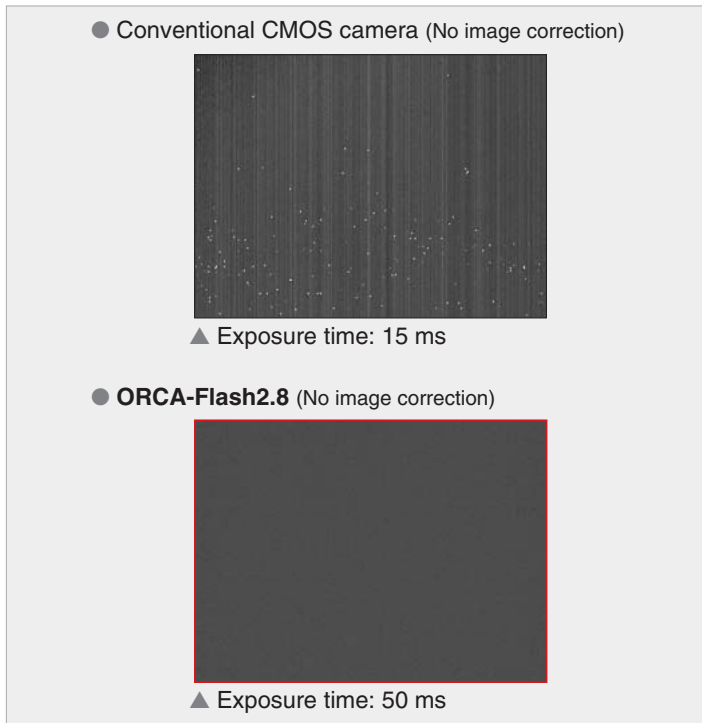 ● Conventional CMOS camera (No image correction)
▲ Exposure time: 15 ms
● ORCA-Flash2.8 (No image correction)
▲ Exposure time: 50 ms